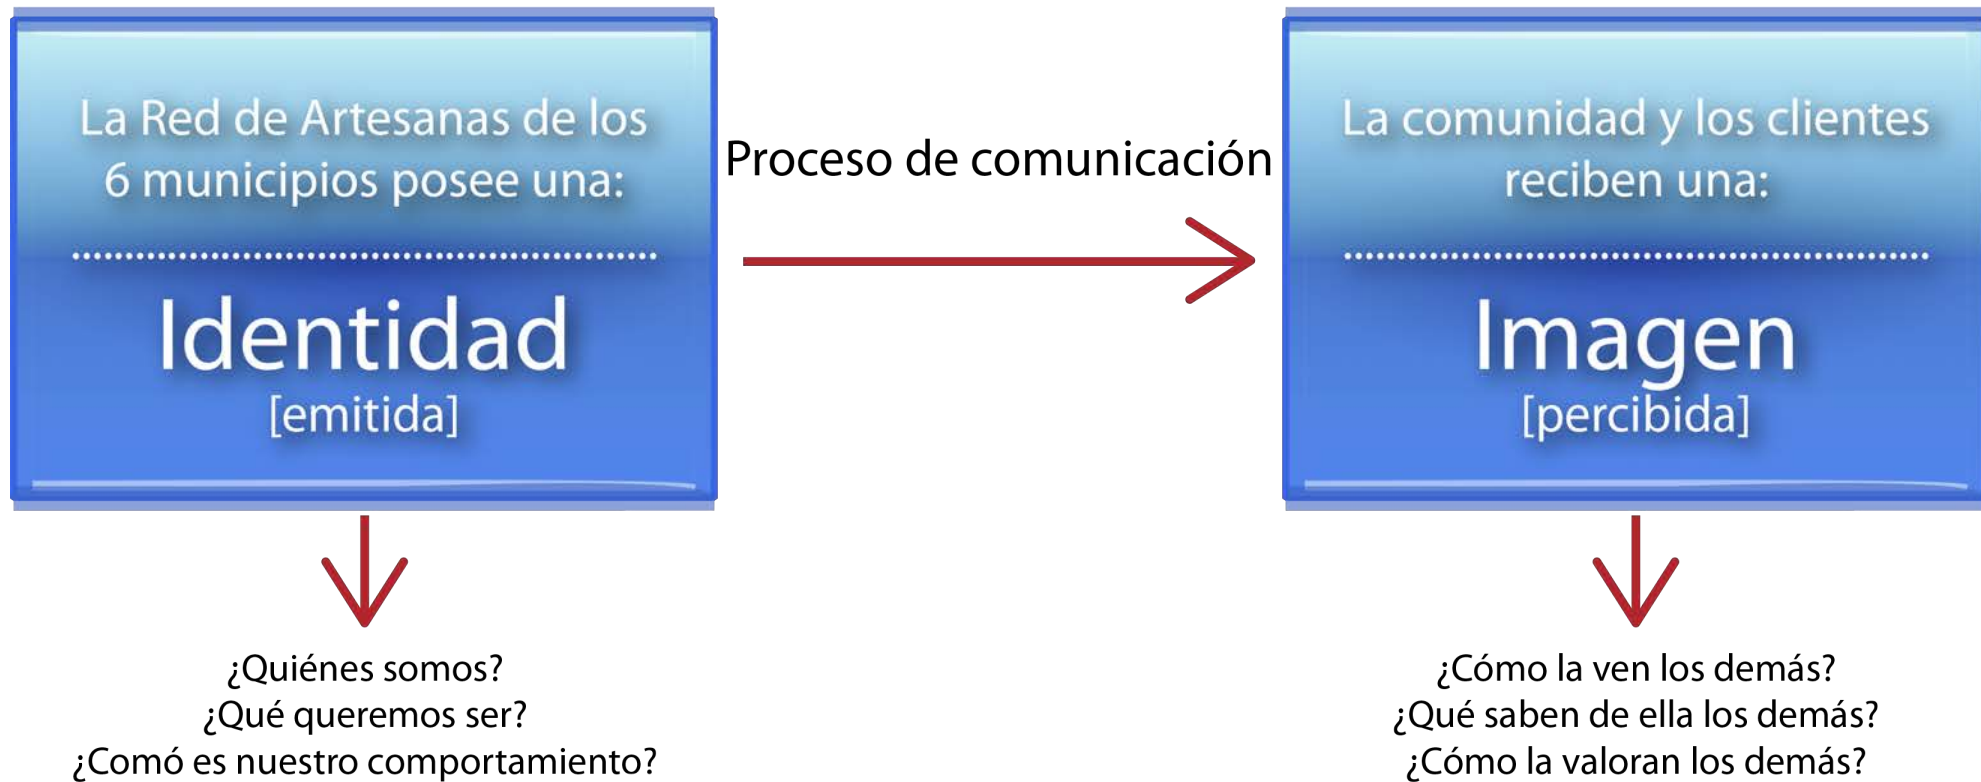 La Red de Artesanas de los
6 municipios posee una:
Identidad
[emitida]
Proceso de comunicación
La comunidad y los clientes
reciben una:
Imagen
[percibida]
¿Quiénes somos?
¿Qué queremos ser?
¿Comó es nuestro comportamiento?
¿Cómo la ven los demás?
¿Qué saben de ella los demás?
¿Cómo la valoran los demás?